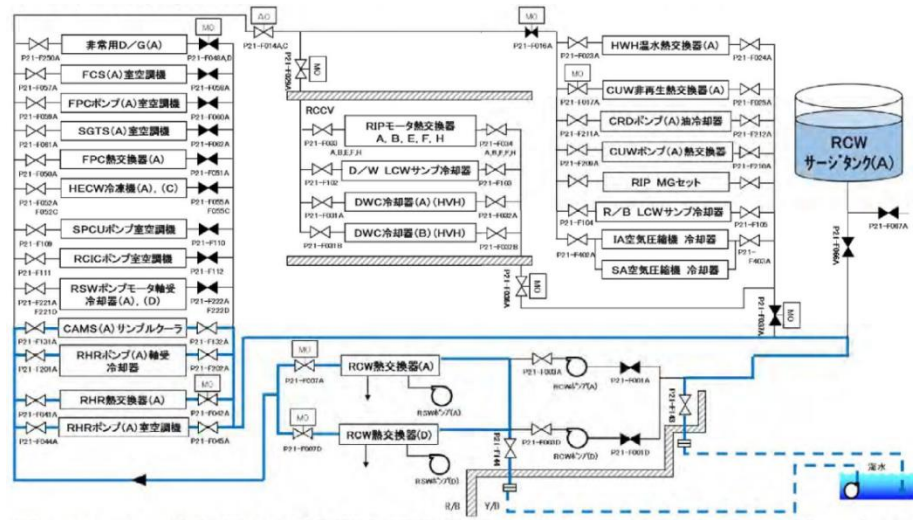 AO
MO
MO
P21-F014A,C
P21-F016A
非常用D/G(A)
P21-F250A
P21-F048A,D
FCS(A)室空調機
P21-F057A
P21-F058A
FPCポンプ(A)室空調機
P21-F059A
P21-F060A
SGTS(A)室空調機
P21-F061A
P21-F062A
FPC熱交換器(A)
P21-F050A
P21-F051A
HECW冷凍機(A), (C)
P21-F052A
F052C
P21-F055A
F055C
SPCUポンプ室空調機
P21-F109
P21-F110
RCICポンプ室空調機
P21-F111
P21-F112
RSWポンプモータ軸受
冷却器(A), (D)
P21-F221A
F221D
P21-F222A
F222D
CAMS(A)サンプルクーラ
P21-F131A
P21-F132A
RHRポンプ(A)軸受
冷却器
P21-F201A
P21-F202A
MO
RHR熱交換器(A)
P21-F042A
RHRポンプ(A)室空調機
P21-F044A
P21-F045A
P21-F025A
MO
RCCV
RIPモータ熱交換器
A, B, E, F, H
P21-F003
A,B,E,F,H
P21-F034
D/W LCWサンプ冷却器
P21-F102
P21-F103
DWC冷却器(A)(HVH)
P21-F031A
P21-F032A
DWC冷却器(B)(HVH)
P21-F031B
P21-F032B
MO
HWH温水熱交換器(A)
P21-F023A
P21-F024A
MO
CUW非再生熱交換器(A)
P21-F017A
CRDポンプ(A)油冷却器
P21-F211A
P21-F212A
CUWポンプ(A)熱交換器
P21-F209A
P21-F210A
RIP MGセット
R/B LCWサンプ冷却器
P21-F104
P21-F105
IA空気圧縮機 冷却器
P21-F402A
P21-
F403A
SA空気圧縮機 冷却器
MO
RCW
サージタンク(A)
P21-F087A
P21-F066A
MO
RCW熱交換器(A)
P21-F007A
RSWポンプ(A)
P21-F003A
RCWポンプ(A)
P21-F001A
MO
RCW熱交換器(D)
P21-F007D
RSWポンプ(D)
P21-F003D
RCWポンプ(D)
P21-F001D
P21-F144
P21-F143
海水
R/B
Y/B